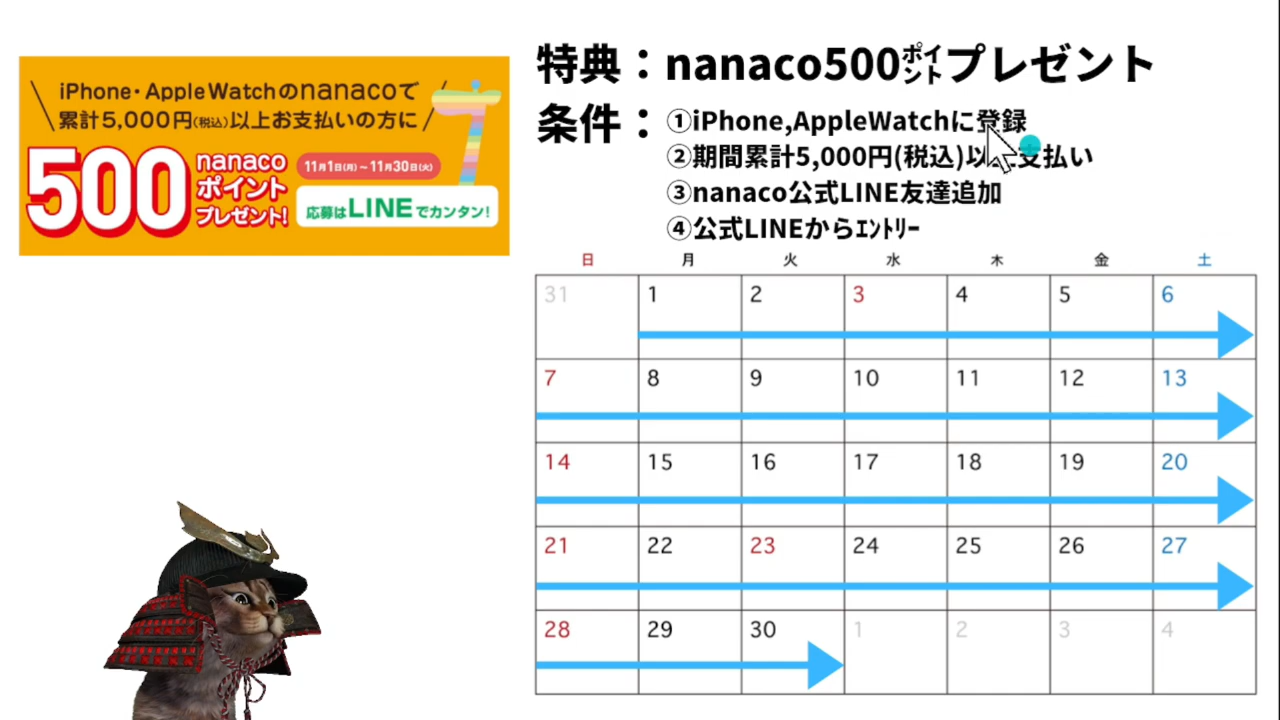 iPhone・AppleWatchのnanacoで
累計5,000円(税込)以上お支払いの方に
500 nanaco
ポイント
プレゼント!
11月1日(月)～11月30日(火)
応募はLINEでカンタン!
特典：nanaco500㌽プレゼント
条件：①iPhone,AppleWatchに登録
②期間累計5,000円(税込)以上支払い
③nanaco公式LINE友達追加
④公式LINEからｴﾝﾄﾘｰ
日 月 火 水 木 金 土
31 1 2 3 4 5 6
7 8 9 10 11 12 13
14 15 16 17 18 19 20
21 22 23 24 25 26 27
28 29 30 1 2 3 4